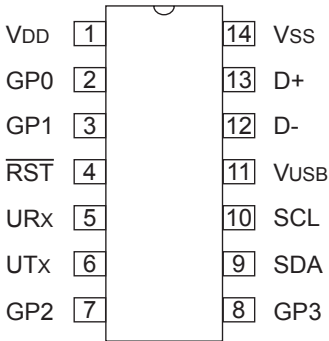 VDD 1 14 VSS
GP0 2 13 D+
GP1 3 12 D-
RST 4 11 VUSB
URX 5 10 SCL
UTX 6 9 SDA
GP2 7 8 GP3